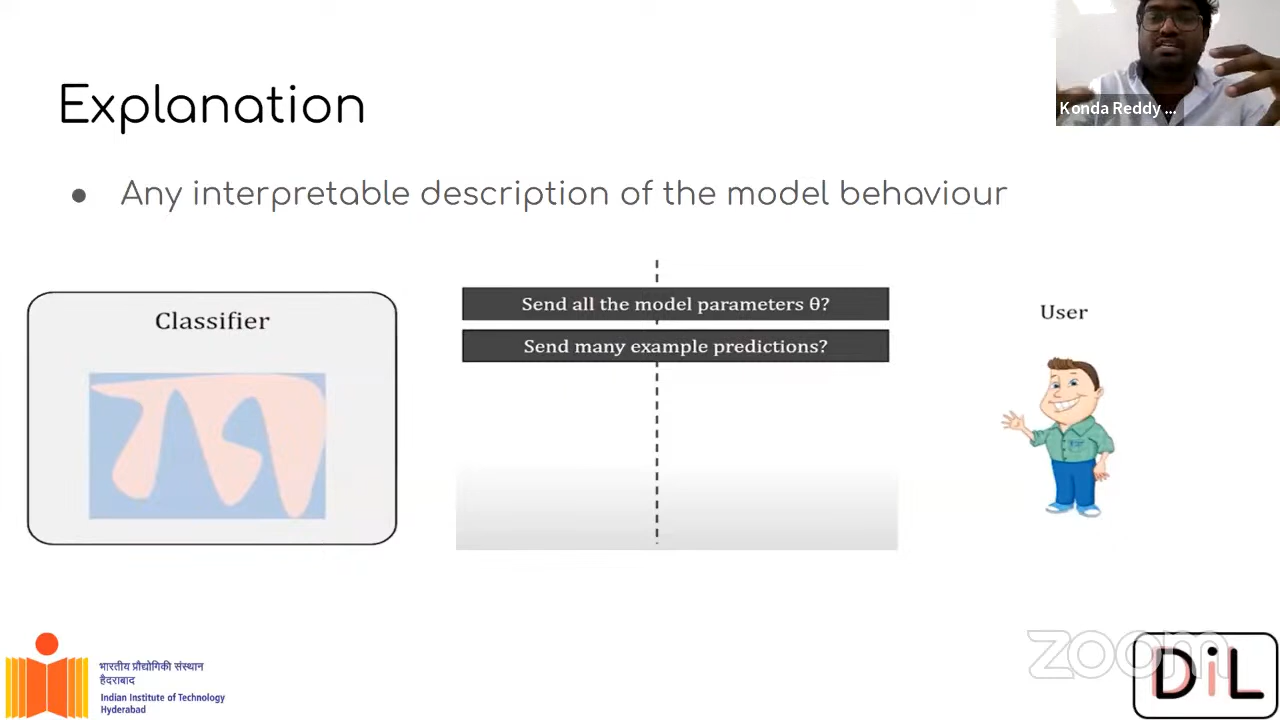 Konda Reddy ...
Explanation
● Any interpretable description of the model behaviour
Classifier
Send all the model parameters θ?
Send many example predictions?
User
भारतीय प्रौद्योगिकी संस्थान
हैदराबाद
Indian Institute of Technology
Hyderabad
zoom
DiL